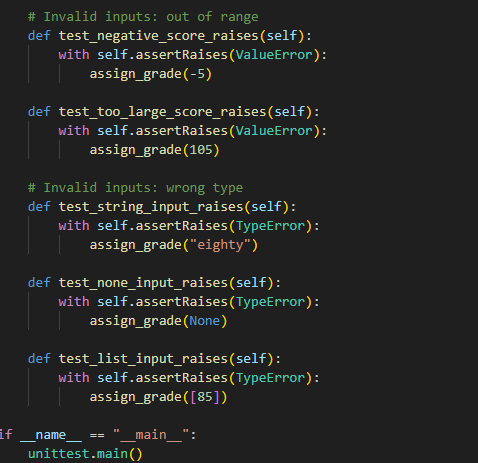 # Invalid inputs: out of range
def test_negative_score_raises(self):
with self.assertRaises(ValueError):
assign_grade(-5)
def test_too_large_score_raises(self):
with self.assertRaises(ValueError):
assign_grade(105)
# Invalid inputs: wrong type
def test_string_input_raises(self):
with self.assertRaises(TypeError):
assign_grade("eighty")
def test_none_input_raises(self):
with self.assertRaises(TypeError):
assign_grade(None)
def test_list_input_raises(self):
with self.assertRaises(TypeError):
assign_grade([85])
if __name__ == "__main__":
unittest.main()